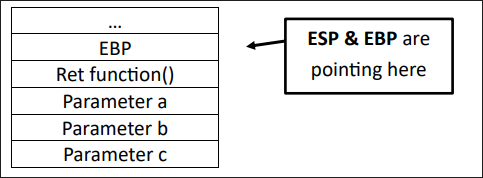 ...
EBP
Ret function()
Parameter a
Parameter b
Parameter c
ESP & EBP are
pointing here